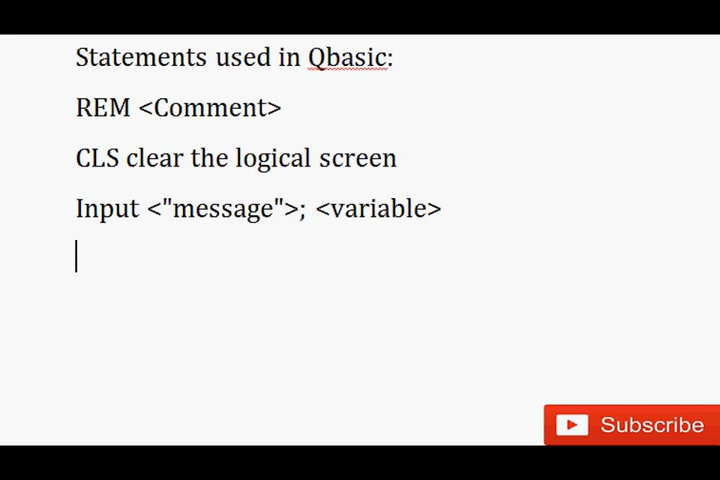 Statements used in Qbasic:
REM <Comment>
CLS clear the logical screen
Input <"message">; <variable>
Subscribe